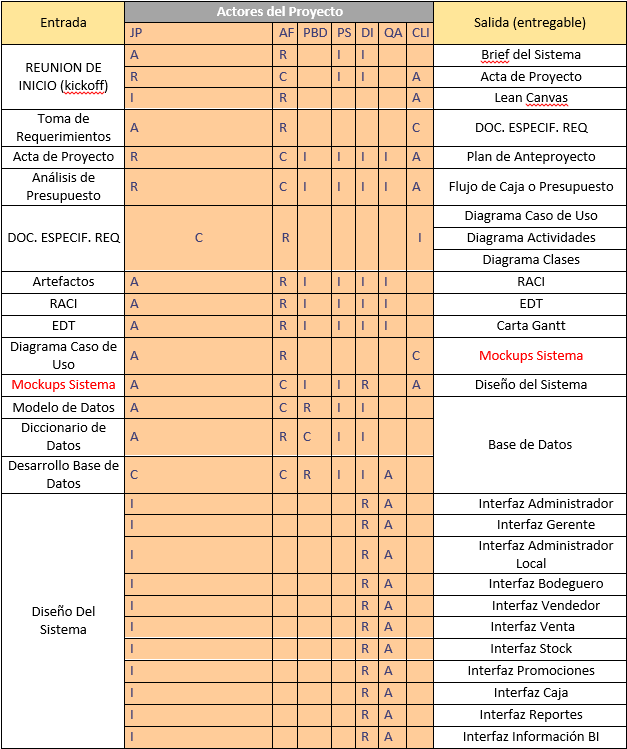 Entrada | Actores del Proyecto | Salida (entregable)
JP | AF | PBD | PS | DI | QA | CLI
REUNION DE INICIO (kickoff) | A | R | | I | I | | | Brief del Sistema
R | C | | I | I | | A | Acta de Proyecto
I | R | | | | | A | Lean Canvas
Toma de Requerimientos | A | R | | | | | C | DOC. ESPECIF. REQ
Acta de Proyecto | R | C | I | I | I | I | A | Plan de Anteproyecto
Análisis de Presupuesto | R | C | I | I | I | I | A | Flujo de Caja o Presupuesto
DOC. ESPECIF. REQ | C | R | | | | | I | Diagrama Caso de Uso
Diagrama Actividades
Diagrama Clases
Artefactos | A | R | I | I | I | I | | RACI
RACI | A | R | I | I | I | I | | EDT
EDT | A | R | I | I | I | I | | Carta Gantt
Diagrama Caso de Uso | A | R | | | | | C | Mockups Sistema
Mockups Sistema | A | C | I | I | R | | A | Diseño del Sistema
Modelo de Datos | A | C | R | I | I | | | Base de Datos
Diccionario de Datos | A | R | C | I | I
Desarrollo Base de Datos | C | C | R | I | I | A
Diseño Del Sistema | I | | | | R | A | | Interfaz Administrador
I | | | | R | A | | Interfaz Gerente
I | | | | R | A | | Interfaz Administrador Local
I | | | | R | A | | Interfaz Bodeguero
I | | | | R | A | | Interfaz Vendedor
I | | | | R | A | | Interfaz Venta
I | | | | R | A | | Interfaz Stock
I | | | | R | A | | Interfaz Promociones
I | | | | R | A | | Interfaz Caja
I | | | | R | A | | Interfaz Reportes
I | | | | R | A | | Interfaz Información BI